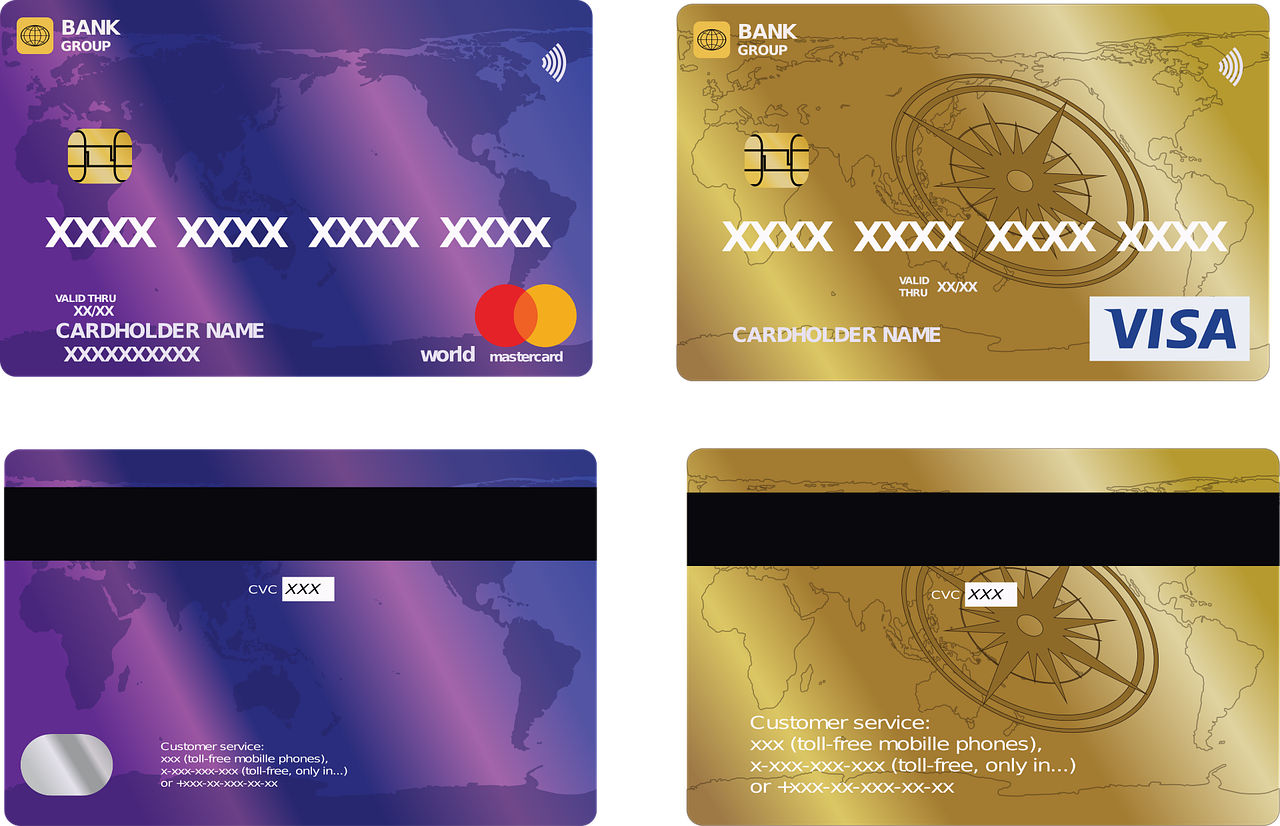 BANK
GROUP
XXXX XXXX XXXX XXXX
VALID THRU
XX/XX
CARDHOLDER NAME
XXXXXXXXXX
world
mastercard
BANK
GROUP
XXXX XXXX XXXX XXXX
VALID
THRU
XX/XX
CARDHOLDER NAME
VISA
CVC XXX
Customer service:
xxx (toll-free mobille phones),
x-xxx-xxx-xxx (toll-free, only in...)
or +xxx-xx-xxx-xx-xx
CVC XXX
Customer service:
xxx (toll-free mobille phones),
x-xxx-xxx-xxx (toll-free, only in...)
or +xxx-xx-xxx-xx-xx